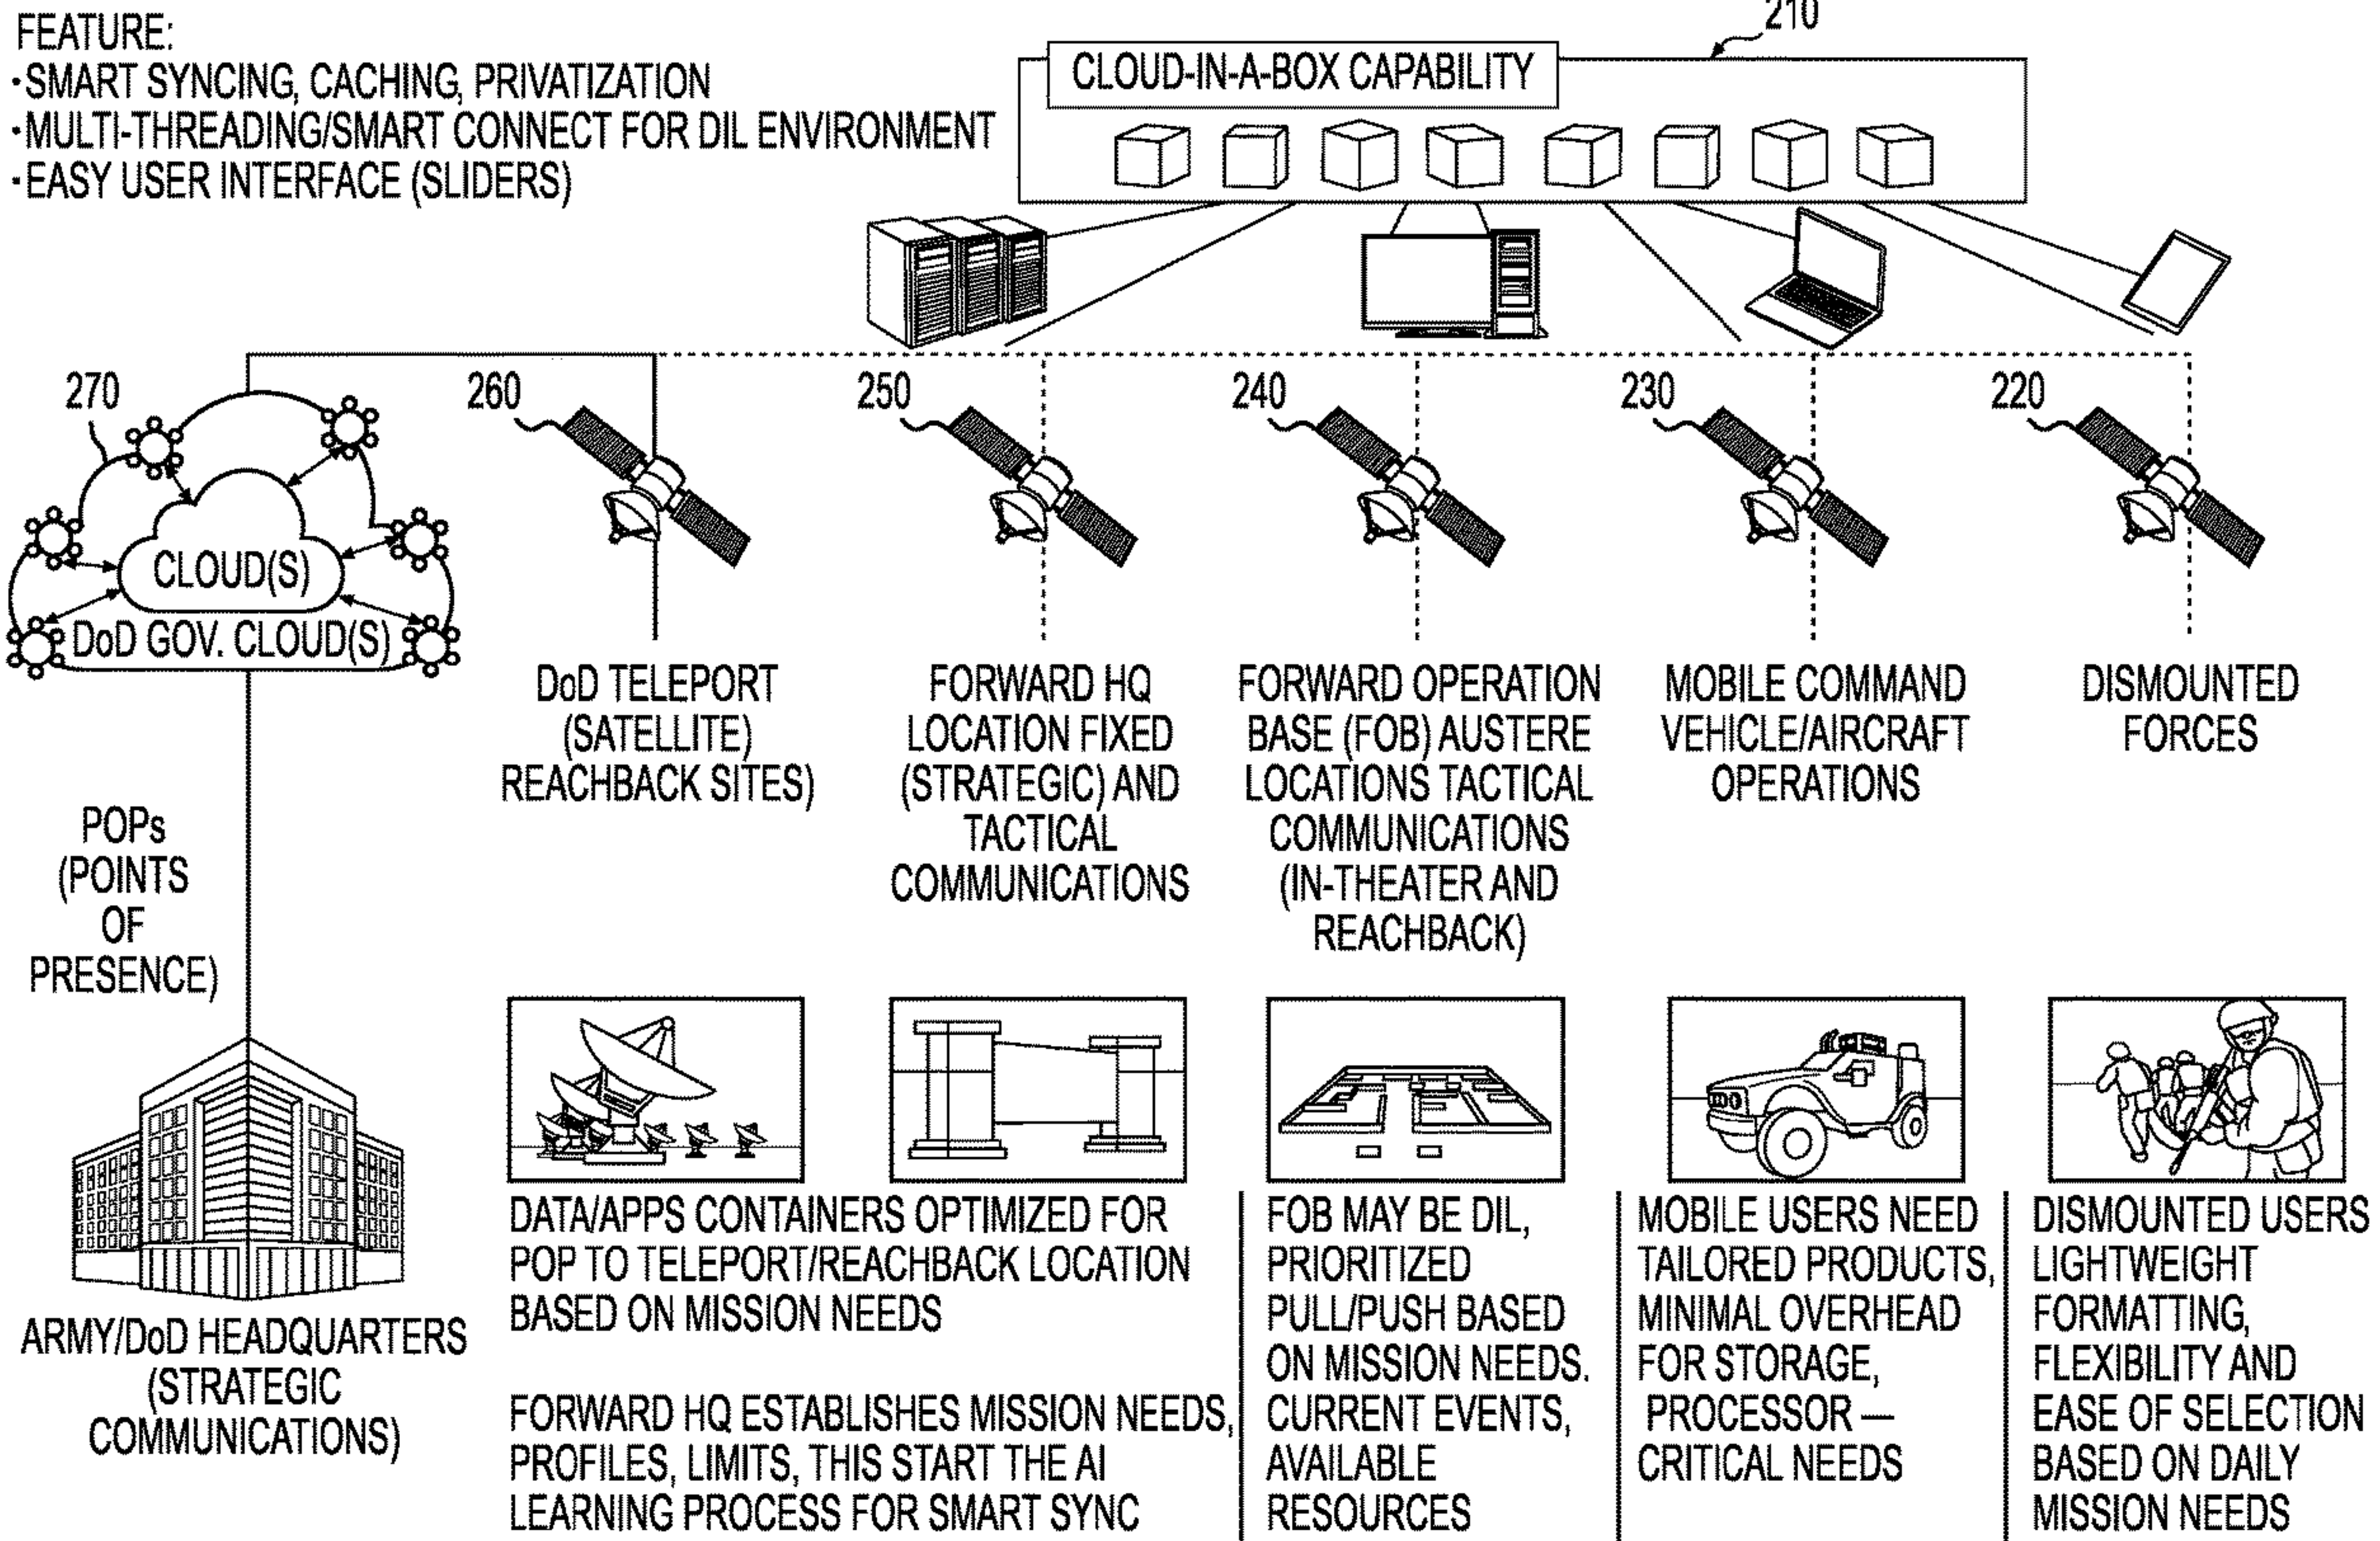 FEATURE:
·SMART SYNCING, CACHING, PRIVATIZATION
·MULTI-THREADING/SMART CONNECT FOR DIL ENVIRONMENT
·EASY USER INTERFACE (SLIDERS)
210
CLOUD-IN-A-BOX CAPABILITY
270
260
250
240
230
220
CLOUD(S)
DoD GOV. CLOUD(S)
DoD TELEPORT
(SATELLITE)
REACHBACK SITES)
FORWARD HQ
LOCATION FIXED
(STRATEGIC) AND
TACTICAL
COMMUNICATIONS
FORWARD OPERATION
BASE (FOB) AUSTERE
LOCATIONS TACTICAL
COMMUNICATIONS
(IN-THEATER AND
REACHBACK)
MOBILE COMMAND
VEHICLE/AIRCRAFT
OPERATIONS
DISMOUNTED
FORCES
POPs
(POINTS
OF
PRESENCE)
ARMY/DoD HEADQUARTERS
(STRATEGIC
COMMUNICATIONS)
DATA/APPS CONTAINERS OPTIMIZED FOR
POP TO TELEPORT/REACHBACK LOCATION
BASED ON MISSION NEEDS
FORWARD HQ ESTABLISHES MISSION NEEDS,
PROFILES, LIMITS, THIS START THE AI
LEARNING PROCESS FOR SMART SYNC
FOB MAY BE DIL,
PRIORITIZED
PULL/PUSH BASED
ON MISSION NEEDS.
CURRENT EVENTS,
AVAILABLE
RESOURCES
MOBILE USERS NEED
TAILORED PRODUCTS,
MINIMAL OVERHEAD
FOR STORAGE,
PROCESSOR —
CRITICAL NEEDS
DISMOUNTED USERS
LIGHTWEIGHT
FORMATTING,
FLEXIBILITY AND
EASE OF SELECTION
BASED ON DAILY
MISSION NEEDS